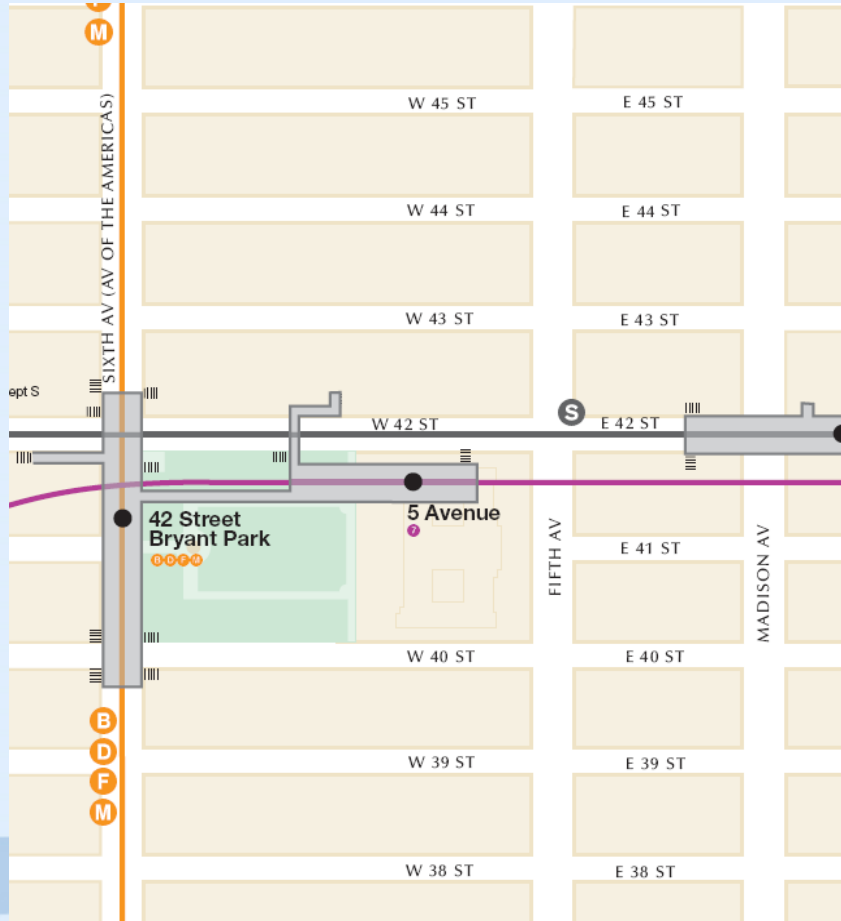 M
W 45 ST
E 45 ST
SIXTH AV (AV OF THE AMERICAS)
W 44 ST
E 44 ST
W 43 ST
E 43 ST
ept S
W 42 ST
S
E 42 ST
42 Street
Bryant Park
B D F M
5 Avenue
7
FIFTH AV
E 41 ST
MADISON AV
W 40 ST
E 40 ST
B
D
F
M
W 39 ST
E 39 ST
W 38 ST
E 38 ST